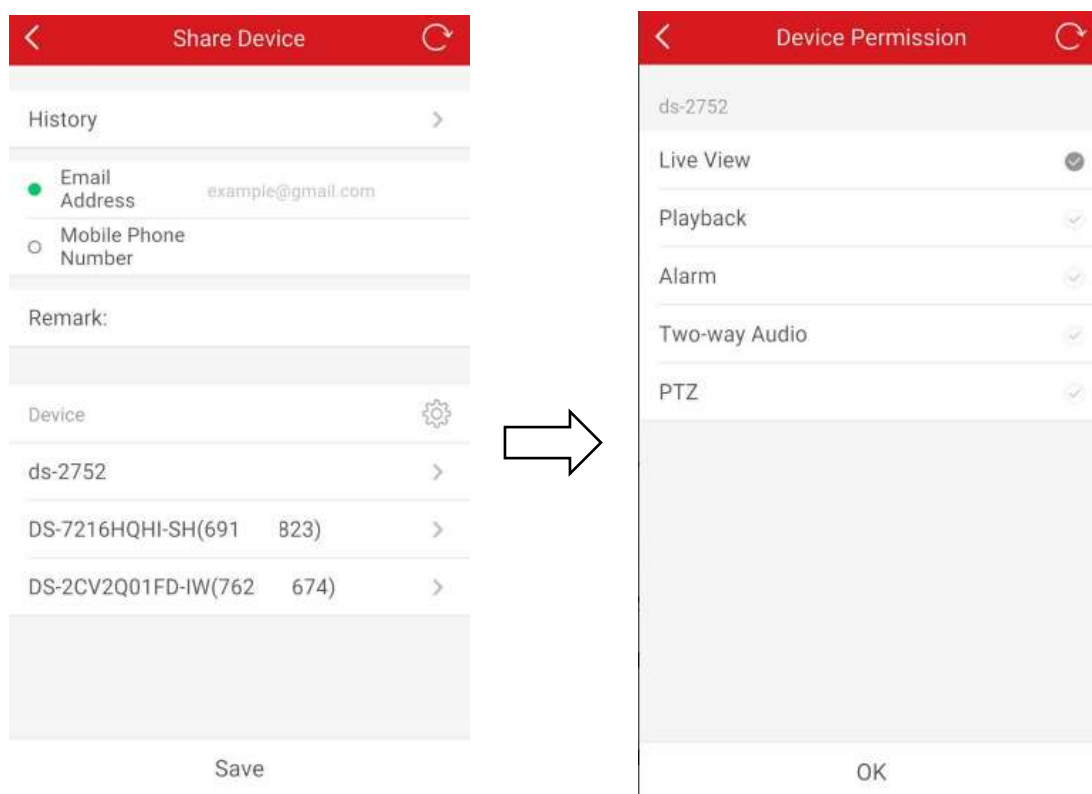 Share Device
History
Email
Address
example@gmail.com
Mobile Phone
Number
Remark:
Device
ds-2752
DS-7216HQHI-SH(691 823)
DS-2CV2Q01FD-IW(762 674)
Save
Device Permission
ds-2752
Live View
Playback
Alarm
Two-way Audio
PTZ
OK